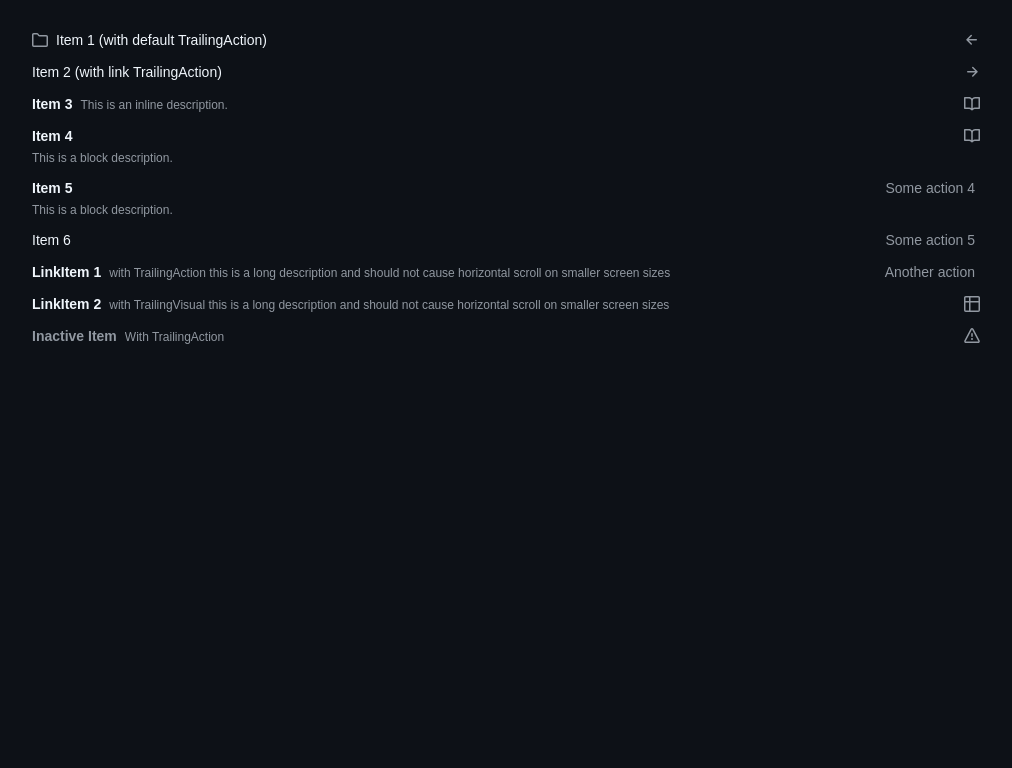 Item 1 (with default TrailingAction)
Item 2 (with link TrailingAction)
Item 3 This is an inline description.
Item 4
This is a block description.
Item 5 Some action 4
This is a block description.
Item 6 Some action 5
LinkItem 1 with TrailingAction this is a long description and should not cause horizontal scroll on smaller screen sizes Another action
LinkItem 2 with TrailingVisual this is a long description and should not cause horizontal scroll on smaller screen sizes
Inactive Item With TrailingAction